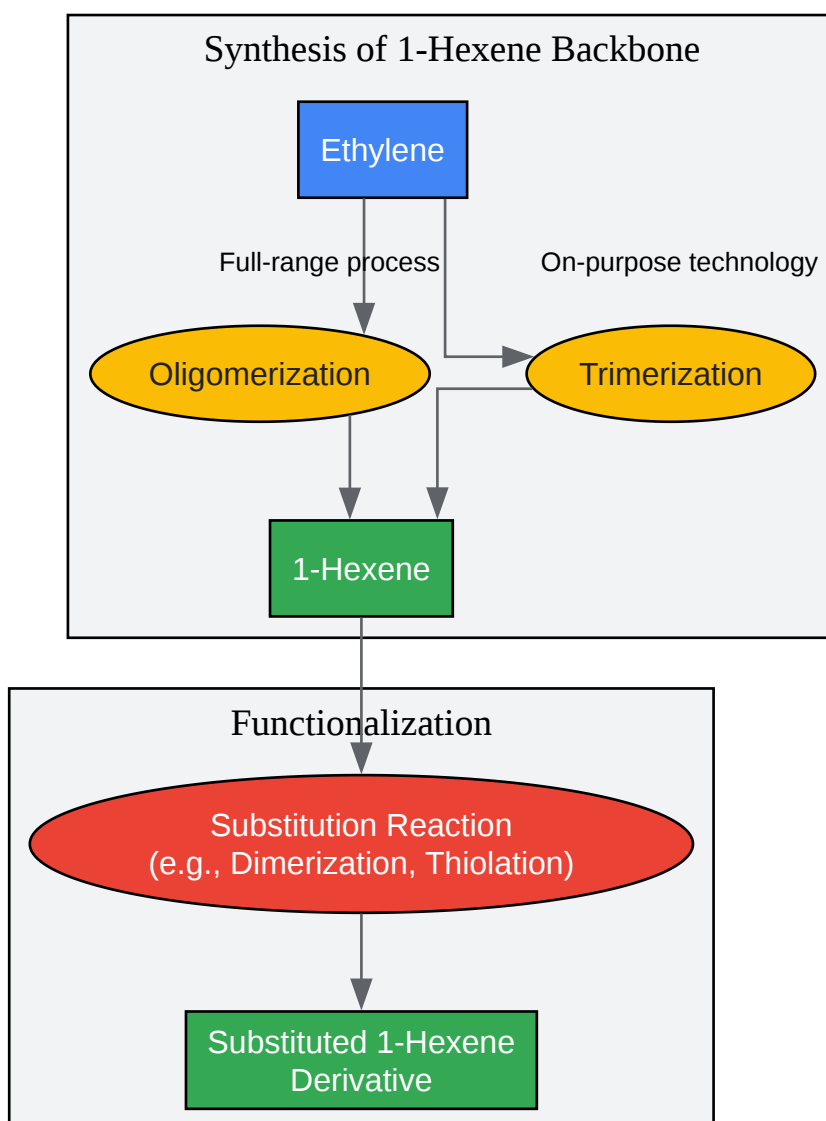 Synthesis of 1-Hexene Backbone
Ethylene
Full-range process
On-purpose technology
Oligomerization
Trimerization
1-Hexene
Functionalization
Substitution Reaction
(e.g., Dimerization, Thiolation)
Substituted 1-Hexene
Derivative